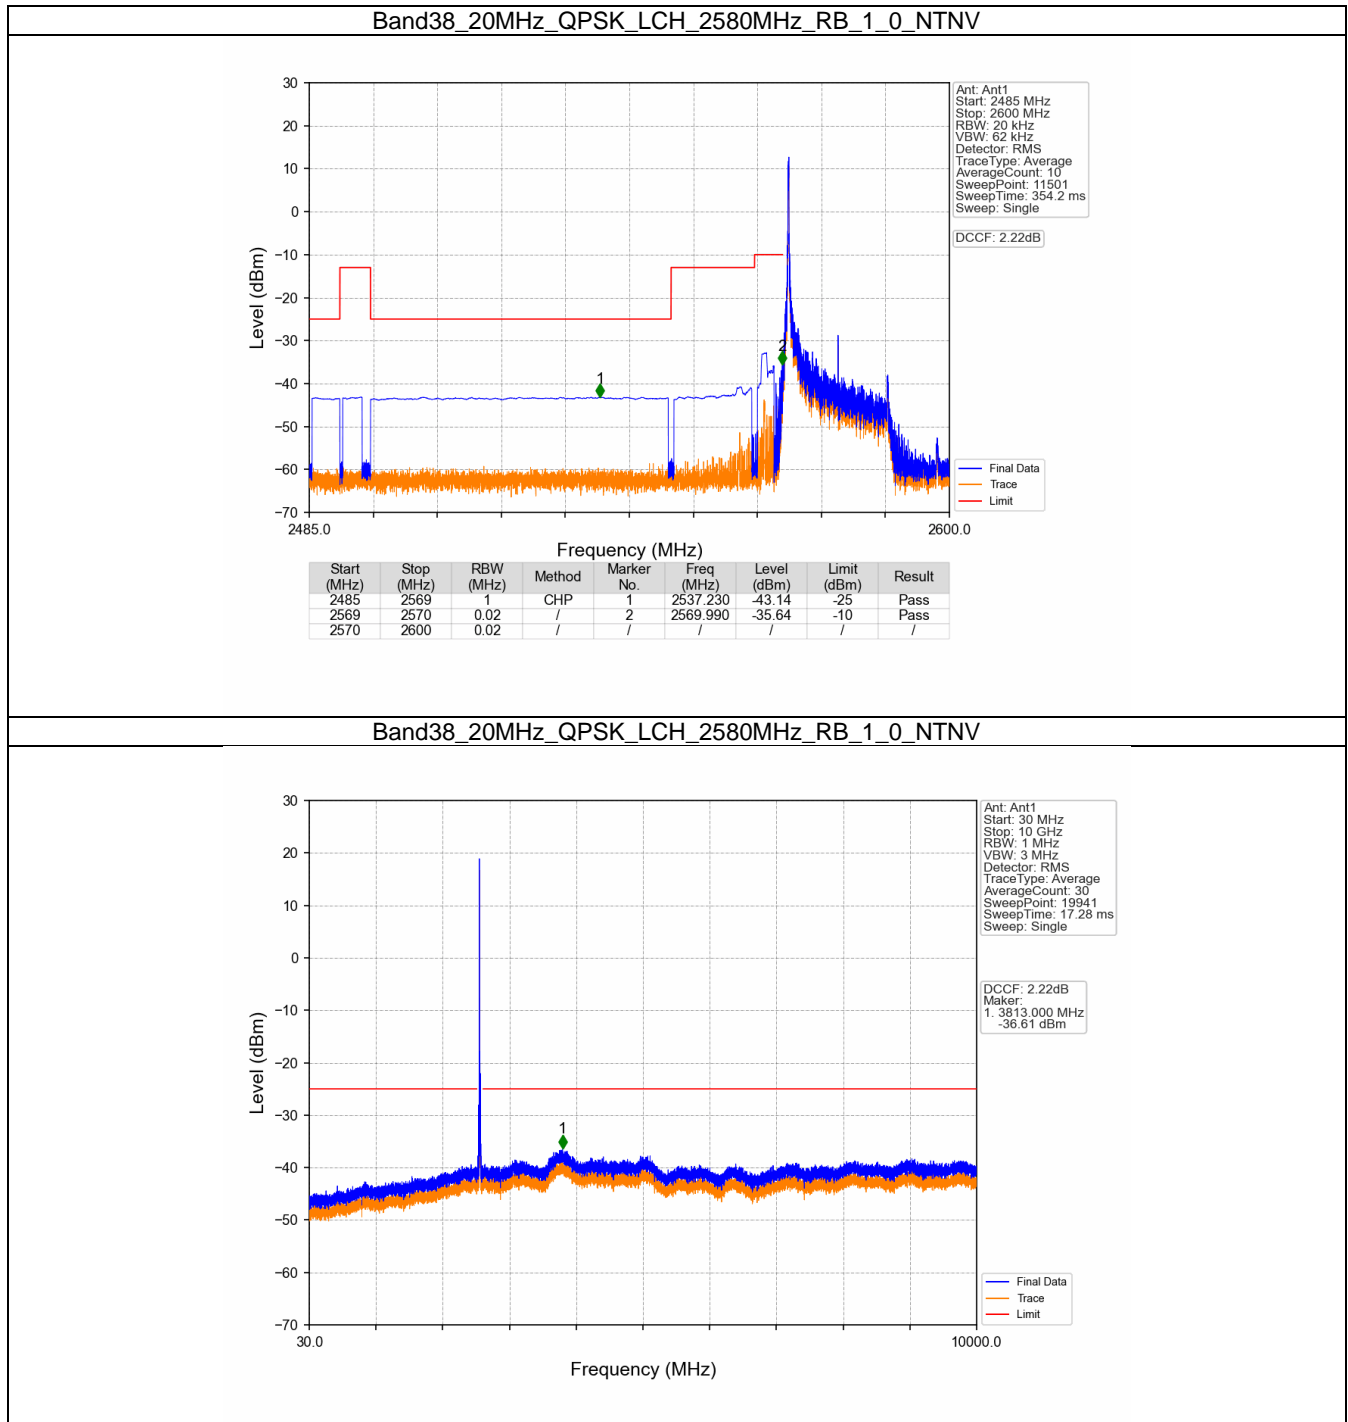 Band38_20MHz_QPSK_LCH_2580MHz_RB_1_0_NTNV
30
20
10
0
−10
−20
−30
−40
−50
−60
−70
Level (dBm)
1
2
2485.0
2600.0
Frequency (MHz)
Ant: Ant1
Start: 2485 MHz
Stop: 2600 MHz
RBW: 20 kHz
VBW: 62 kHz
Detector: RMS
TraceType: Average
AverageCount: 10
SweepPoint: 11501
SweepTime: 354.2 ms
Sweep: Single
DCCF: 2.22dB
Final Data
Trace
Limit
Start (MHz) Stop (MHz) RBW (MHz) Method Marker No. Freq (MHz) Level (dBm) Limit (dBm) Result
2485 2569 1 CHP 1 2537.230 -43.14 -25 Pass
2569 2570 0.02 / 2 2569.990 -35.64 -10 Pass
2570 2600 0.02 / / / / / /
Band38_20MHz_QPSK_LCH_2580MHz_RB_1_0_NTNV
30
20
10
0
−10
−20
−30
−40
−50
−60
−70
Level (dBm)
1
30.0
10000.0
Frequency (MHz)
Ant: Ant1
Start: 30 MHz
Stop: 10 GHz
RBW: 1 MHz
VBW: 3 MHz
Detector: RMS
TraceType: Average
AverageCount: 30
SweepPoint: 19941
SweepTime: 17.28 ms
Sweep: Single
DCCF: 2.22dB
Maker:
1. 3813.000 MHz
-36.61 dBm
Final Data
Trace
Limit